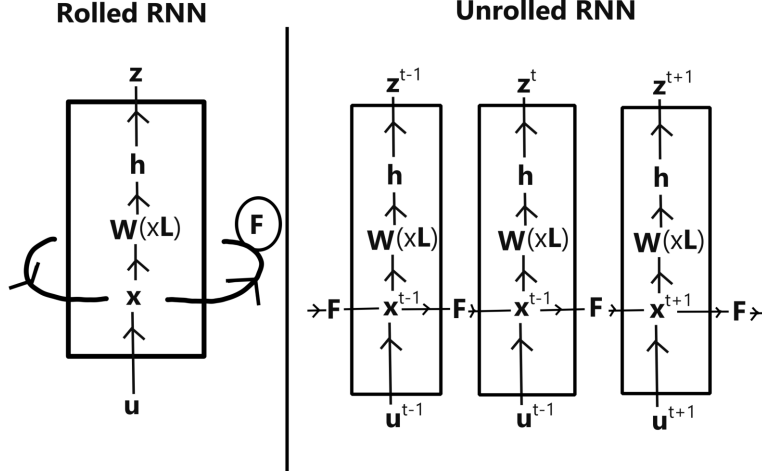 Rolled RNN
z
h
W(xL)
F
x
u
Unrolled RNN
z^t-1 z^t z^t+1
h h h
W(xL) W(xL) W(xL)
F x^t-1 F x^t-1 F x^t+1 F
u^t-1 u^t-1 u^t+1